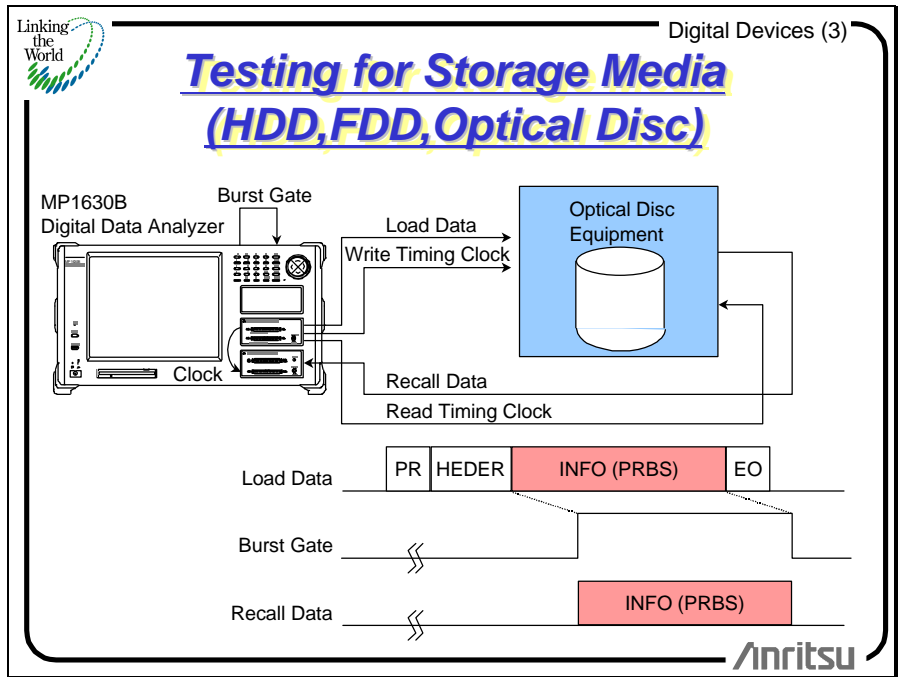 Linking
the
World
Digital Devices (3)
Testing for Storage Media
(HDD,FDD,Optical Disc)
MP1630B
Digital Data Analyzer
Burst Gate
Load Data
Write Timing Clock
Optical Disc
Equipment
Clock
Recall Data
Read Timing Clock
Load Data
PR
HEDER
INFO (PRBS)
EO
Burst Gate
Recall Data
INFO (PRBS)
Anritsu